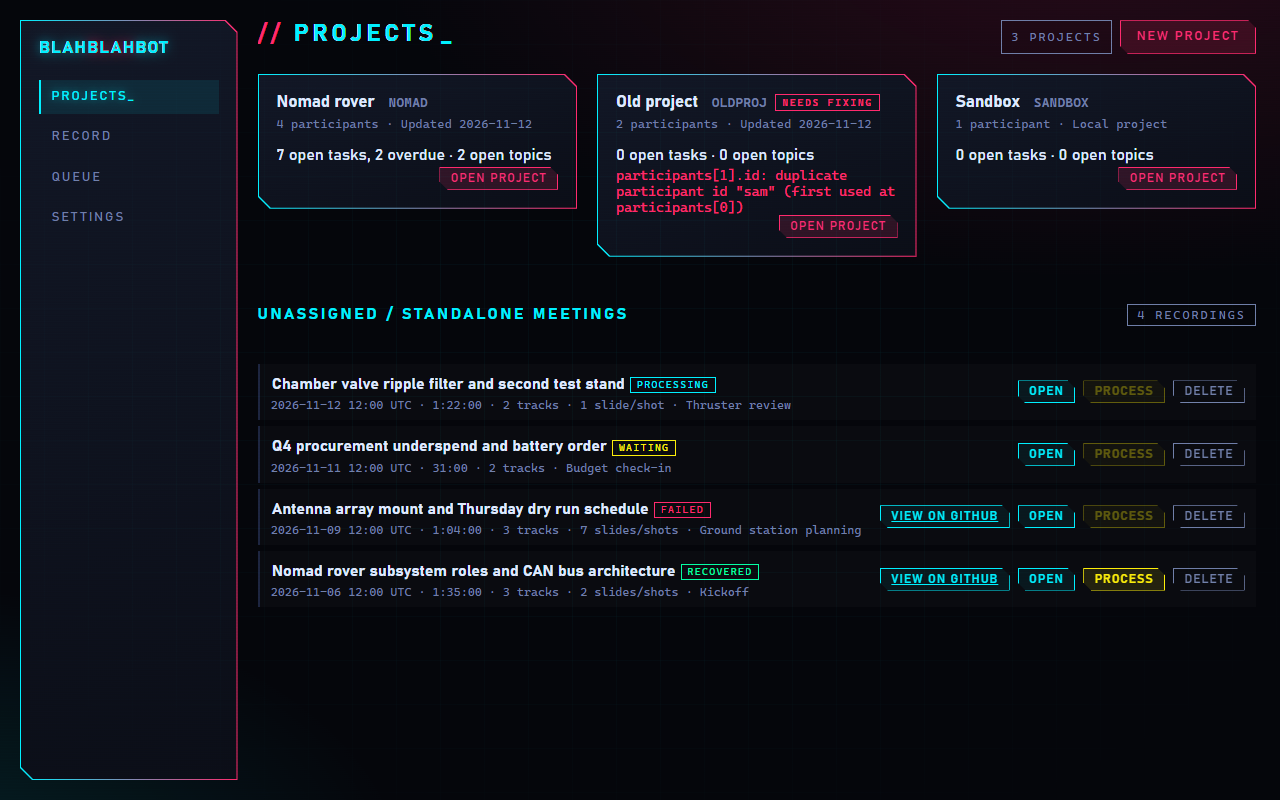 BLAHBLAHBOT
PROJECTS_
RECORD
QUEUE
SETTINGS
// PROJECTS_
3 PROJECTS
NEW PROJECT
Nomad rover NOMAD
4 participants · Updated 2026-11-12
7 open tasks, 2 overdue · 2 open topics
OPEN PROJECT
Old project OLDPROJ NEEDS FIXING
2 participants · Updated 2026-11-12
0 open tasks · 0 open topics
participants[1].id: duplicate
participant id "sam" (first used at
participants[0])
OPEN PROJECT
Sandbox SANDBOX
1 participant · Local project
0 open tasks · 0 open topics
OPEN PROJECT
UNASSIGNED / STANDALONE MEETINGS
4 RECORDINGS
Chamber valve ripple filter and second test stand PROCESSING
2026-11-12 12:00 UTC · 1:22:00 · 2 tracks · 1 slide/shot · Thruster review
OPEN PROCESS DELETE
Q4 procurement underspend and battery order WAITING
2026-11-11 12:00 UTC · 31:00 · 2 tracks · Budget check-in
OPEN PROCESS DELETE
Antenna array mount and Thursday dry run schedule FAILED
2026-11-09 12:00 UTC · 1:04:00 · 3 tracks · 7 slides/shots · Ground station planning
VIEW ON GITHUB OPEN PROCESS DELETE
Nomad rover subsystem roles and CAN bus architecture RECOVERED
2026-11-06 12:00 UTC · 1:35:00 · 3 tracks · 2 slides/shots · Kickoff
VIEW ON GITHUB OPEN PROCESS DELETE